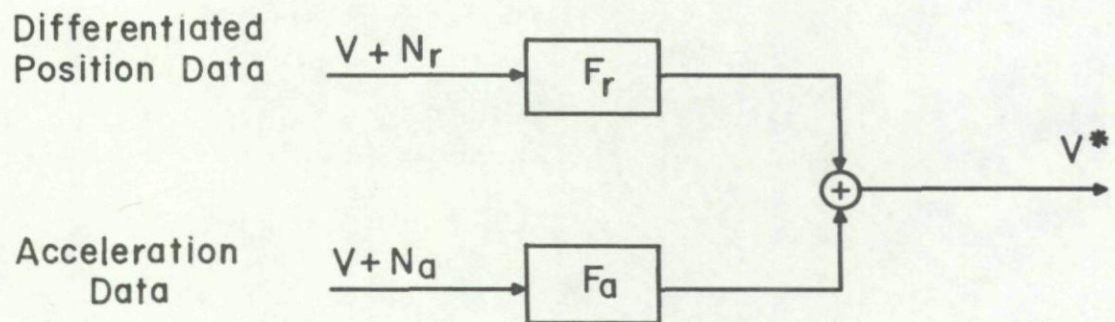 Differentiated
Position Data
V + Nr
Fr
V*
+
Acceleration
Data
V + Na
Fa